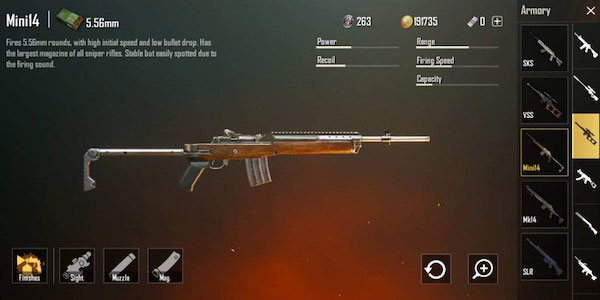 Mini14
5.56mm
263
191735
0
Armory
Fires 5.56mm rounds, with high initial speed and low bullet drop. Has
the largest magazine of all sniper rifles. Stable but easily spotted due to
the firing sound.
Power
Range
Recoil
Firing Speed
Capacity
SKS
VSS
Mini14
Mk14
SLR
Finishes
Sight
Muzzle
Mag.